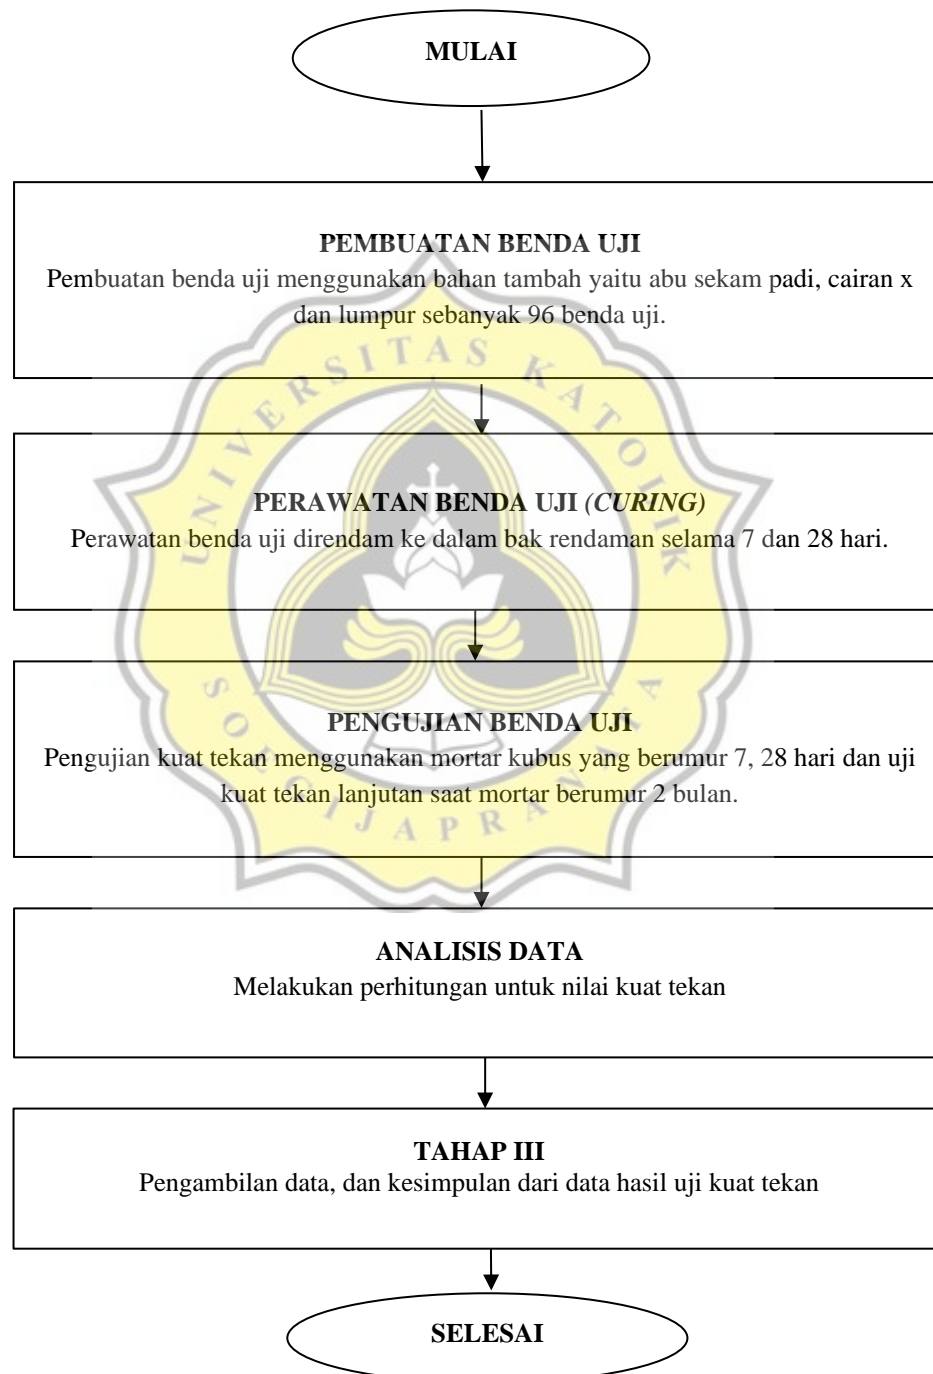 MULAI
PEMBUATAN BENDA UJI
Pembuatan benda uji menggunakan bahan tambah yaitu abu sekam padi, cairan x
dan lumpur sebanyak 96 benda uji.
UNIVERSITAS KATOLIK
PERAWATAN BENDA UJI (CURING)
Perawatan benda uji direndam ke dalam bak rendaman selama 7 dan 28 hari.
PENGUJIAN BENDA UJI
Pengujian kuat tekan menggunakan mortar kubus yang berumur 7, 28 hari dan uji
kuat tekan lanjutan saat mortar berumur 2 bulan.
SOEGIJAPRANATA
ANALISIS DATA
Melakukan perhitungan untuk nilai kuat tekan
TAHAP III
Pengambilan data, dan kesimpulan dari data hasil uji kuat tekan
SELESAI